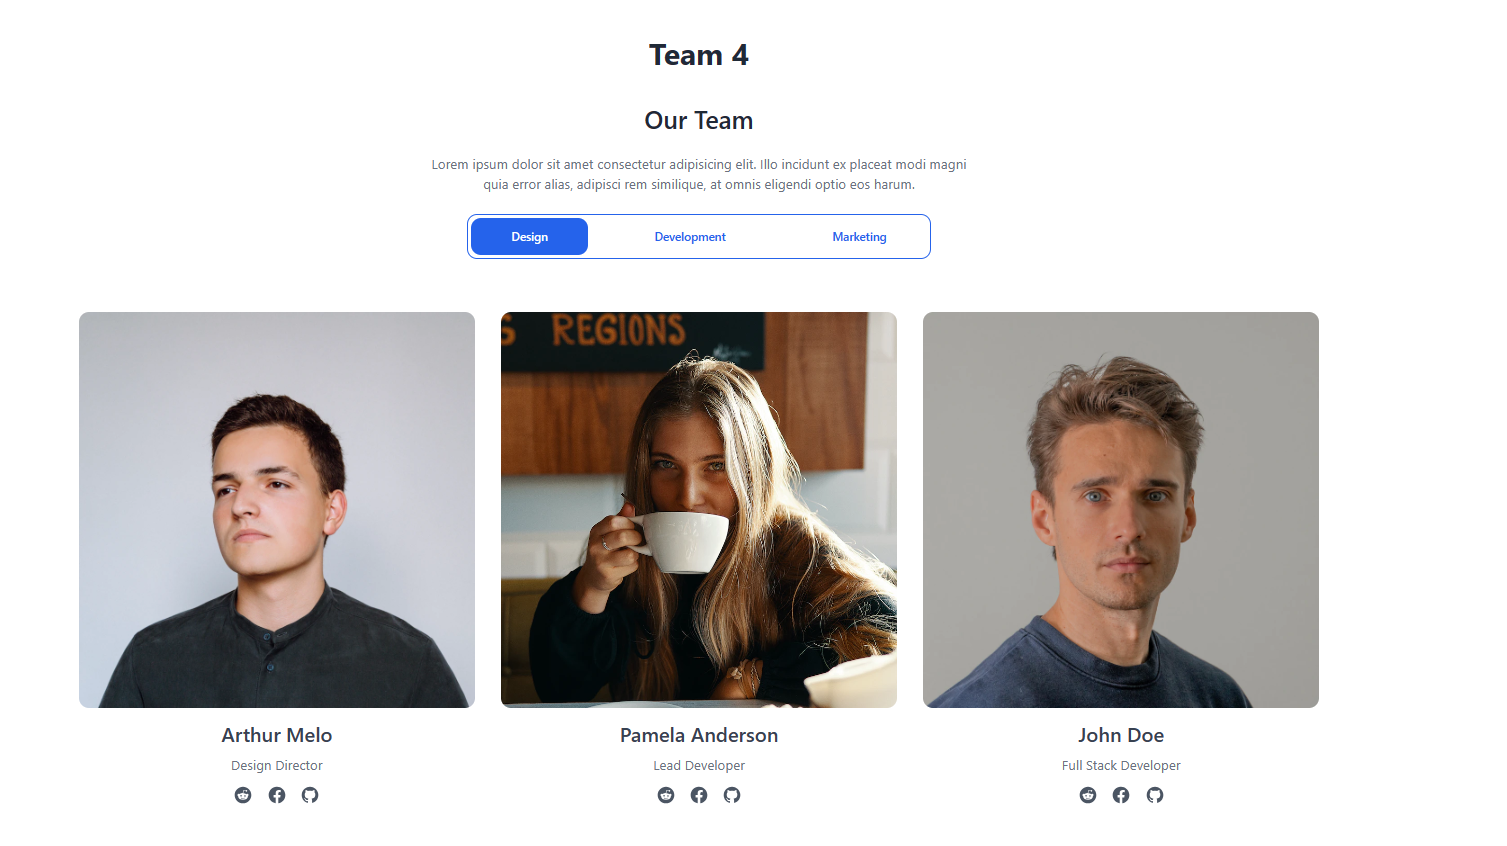 Team 4
Our Team
Lorem ipsum dolor sit amet consectetur adipisicing elit. Illo incidunt ex placeat modi magni
quia error alias, adipisci rem similique, at omnis eligendi optio eos harum.
Design Development Marketing
REGIONS
Arthur Melo Pamela Anderson John Doe
Design Director Lead Developer Full Stack Developer